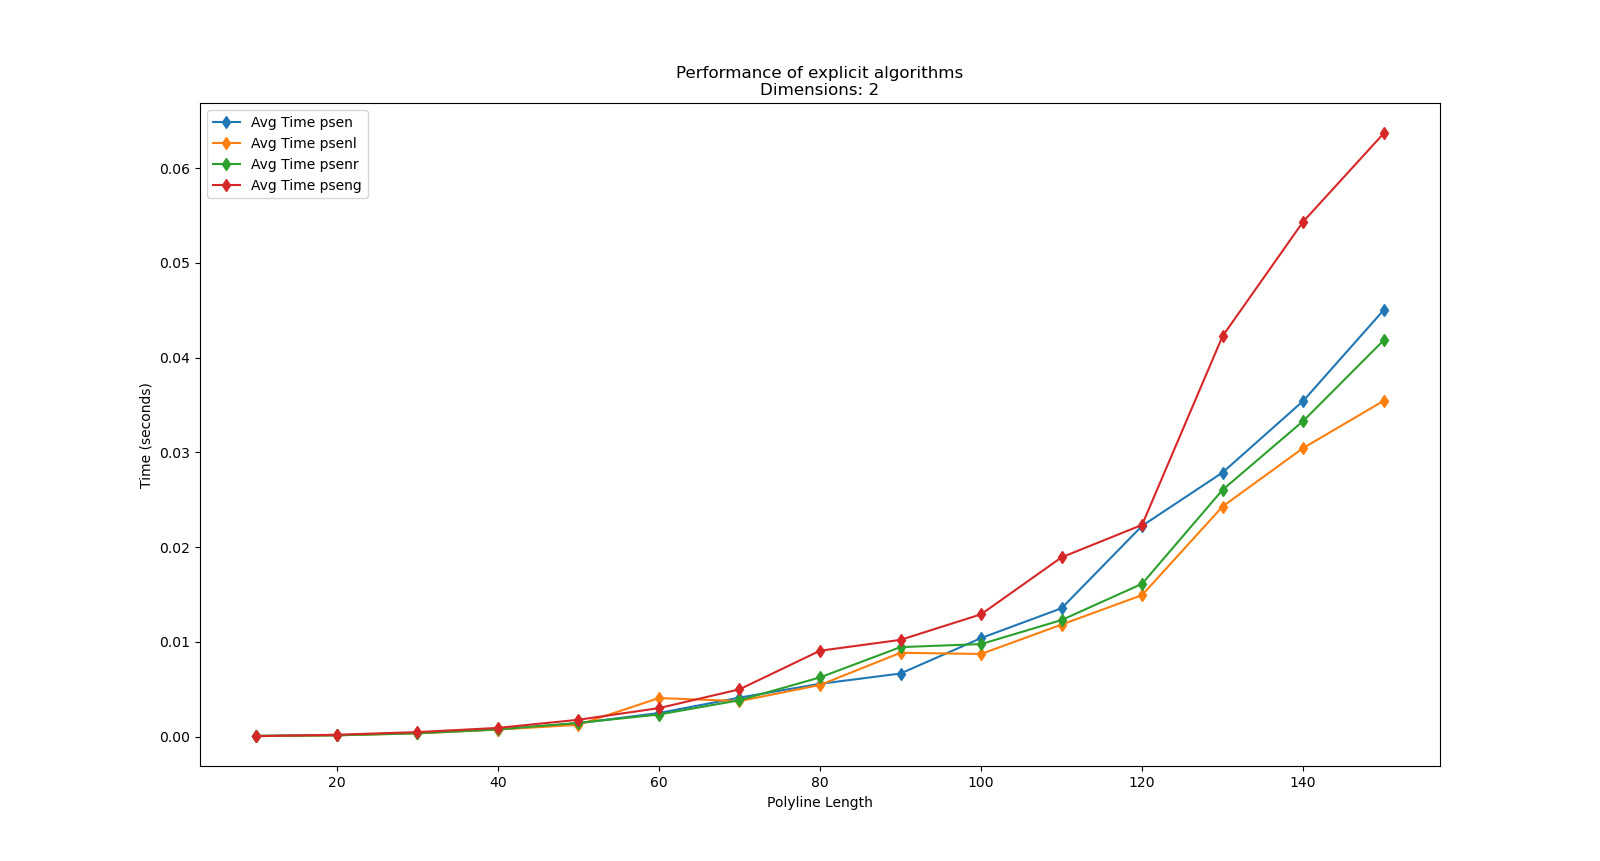 Performance of explicit algorithms
Dimensions: 2
Avg Time psen
Avg Time psenl
Avg Time psenr
Avg Time pseng
0.06
0.05
0.04
0.03
0.02
0.01
0.00
Time (seconds)
20 40 60 80 100 120 140
Polyline Length